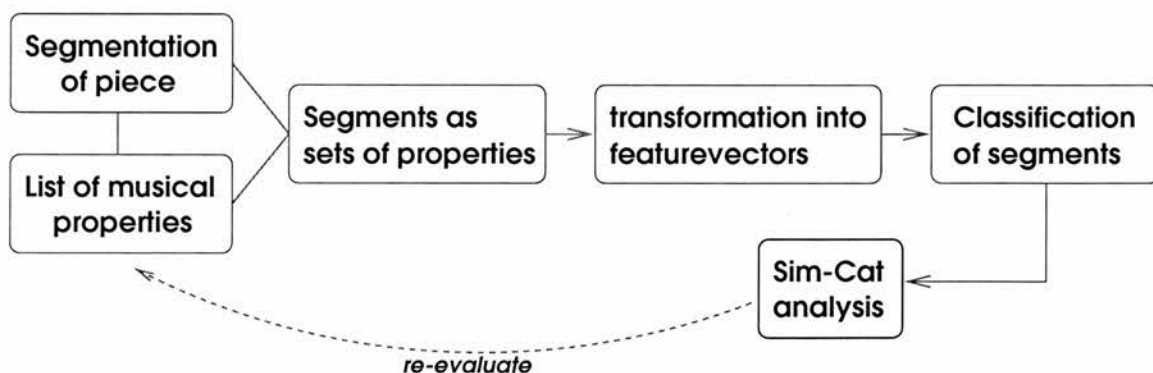 Segmentation
of piece
List of musical
properties
Segments as
sets of properties
transformation into
featurevectors
Classification
of segments
Sim-Cat
analysis
re-evaluate